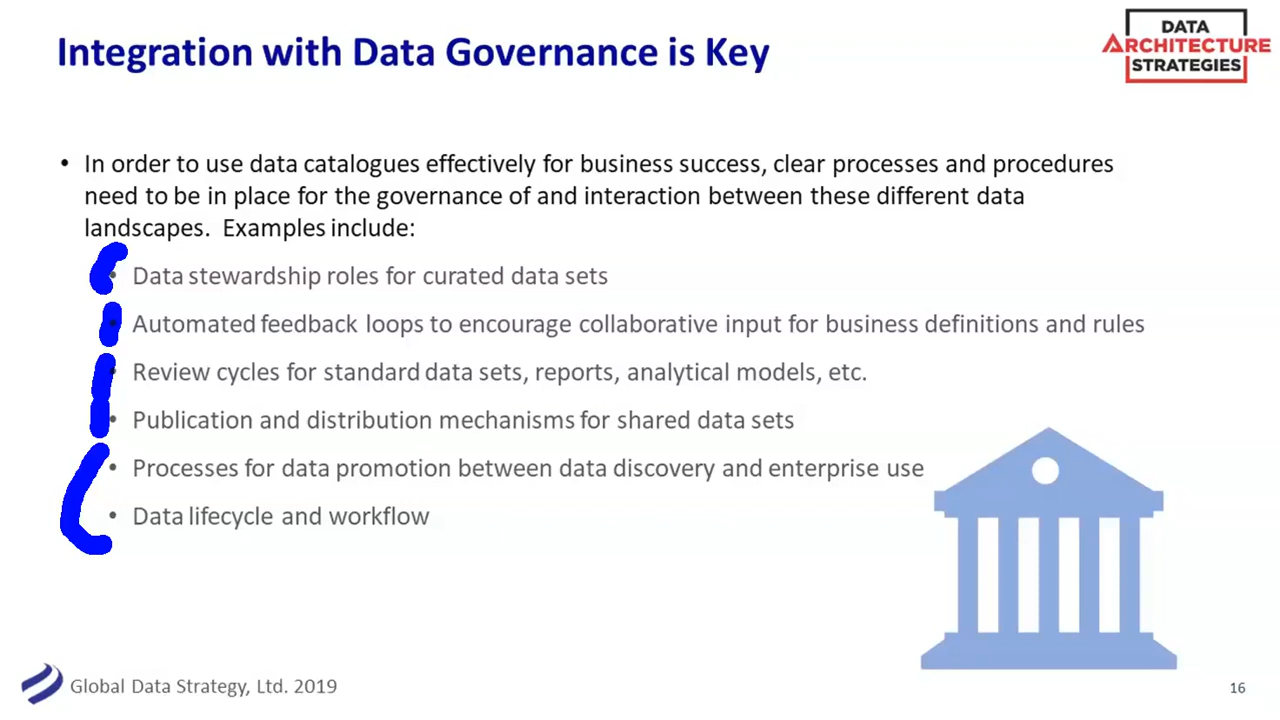 Integration with Data Governance is Key
DATA
ARCHITECTURE
STRATEGIES
• In order to use data catalogues effectively for business success, clear processes and procedures
need to be in place for the governance of and interaction between these different data
landscapes. Examples include:
• Data stewardship roles for curated data sets
• Automated feedback loops to encourage collaborative input for business definitions and rules
• Review cycles for standard data sets, reports, analytical models, etc.
• Publication and distribution mechanisms for shared data sets
• Processes for data promotion between data discovery and enterprise use
• Data lifecycle and workflow
Global Data Strategy, Ltd. 2019
16